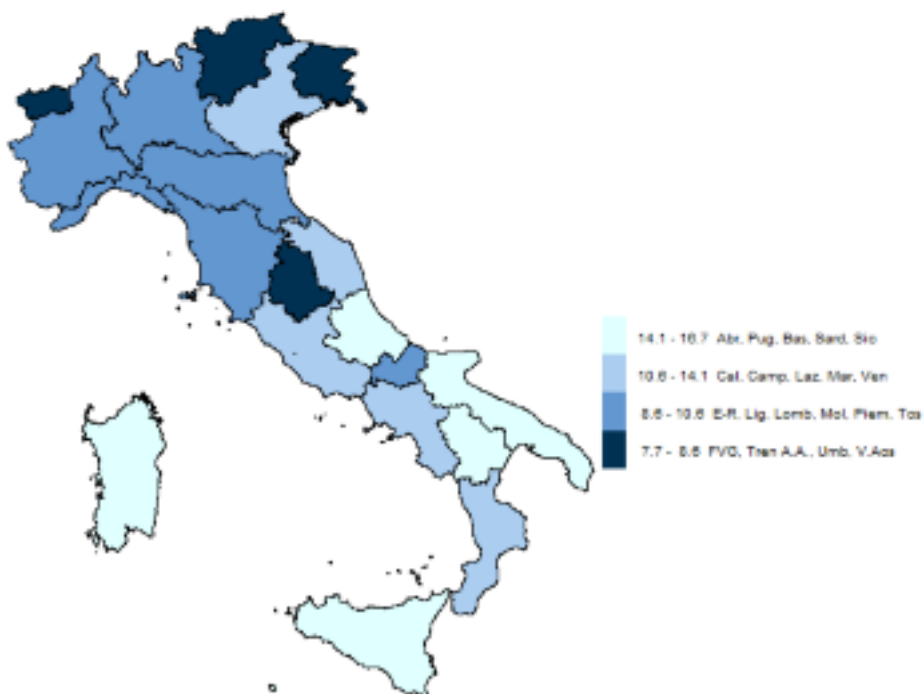 14.1 - 16.7 Abr, Pug, Bas, Sard, Sic
10.6 - 14.1 Cal, Camp, Laz, Mar, Ven
8.6 - 10.6 E-R, Lig, Lomb, Mol, Piem, Tos
7.7 - 8.6 FVG, Tren A.A., Umb, V.Aos